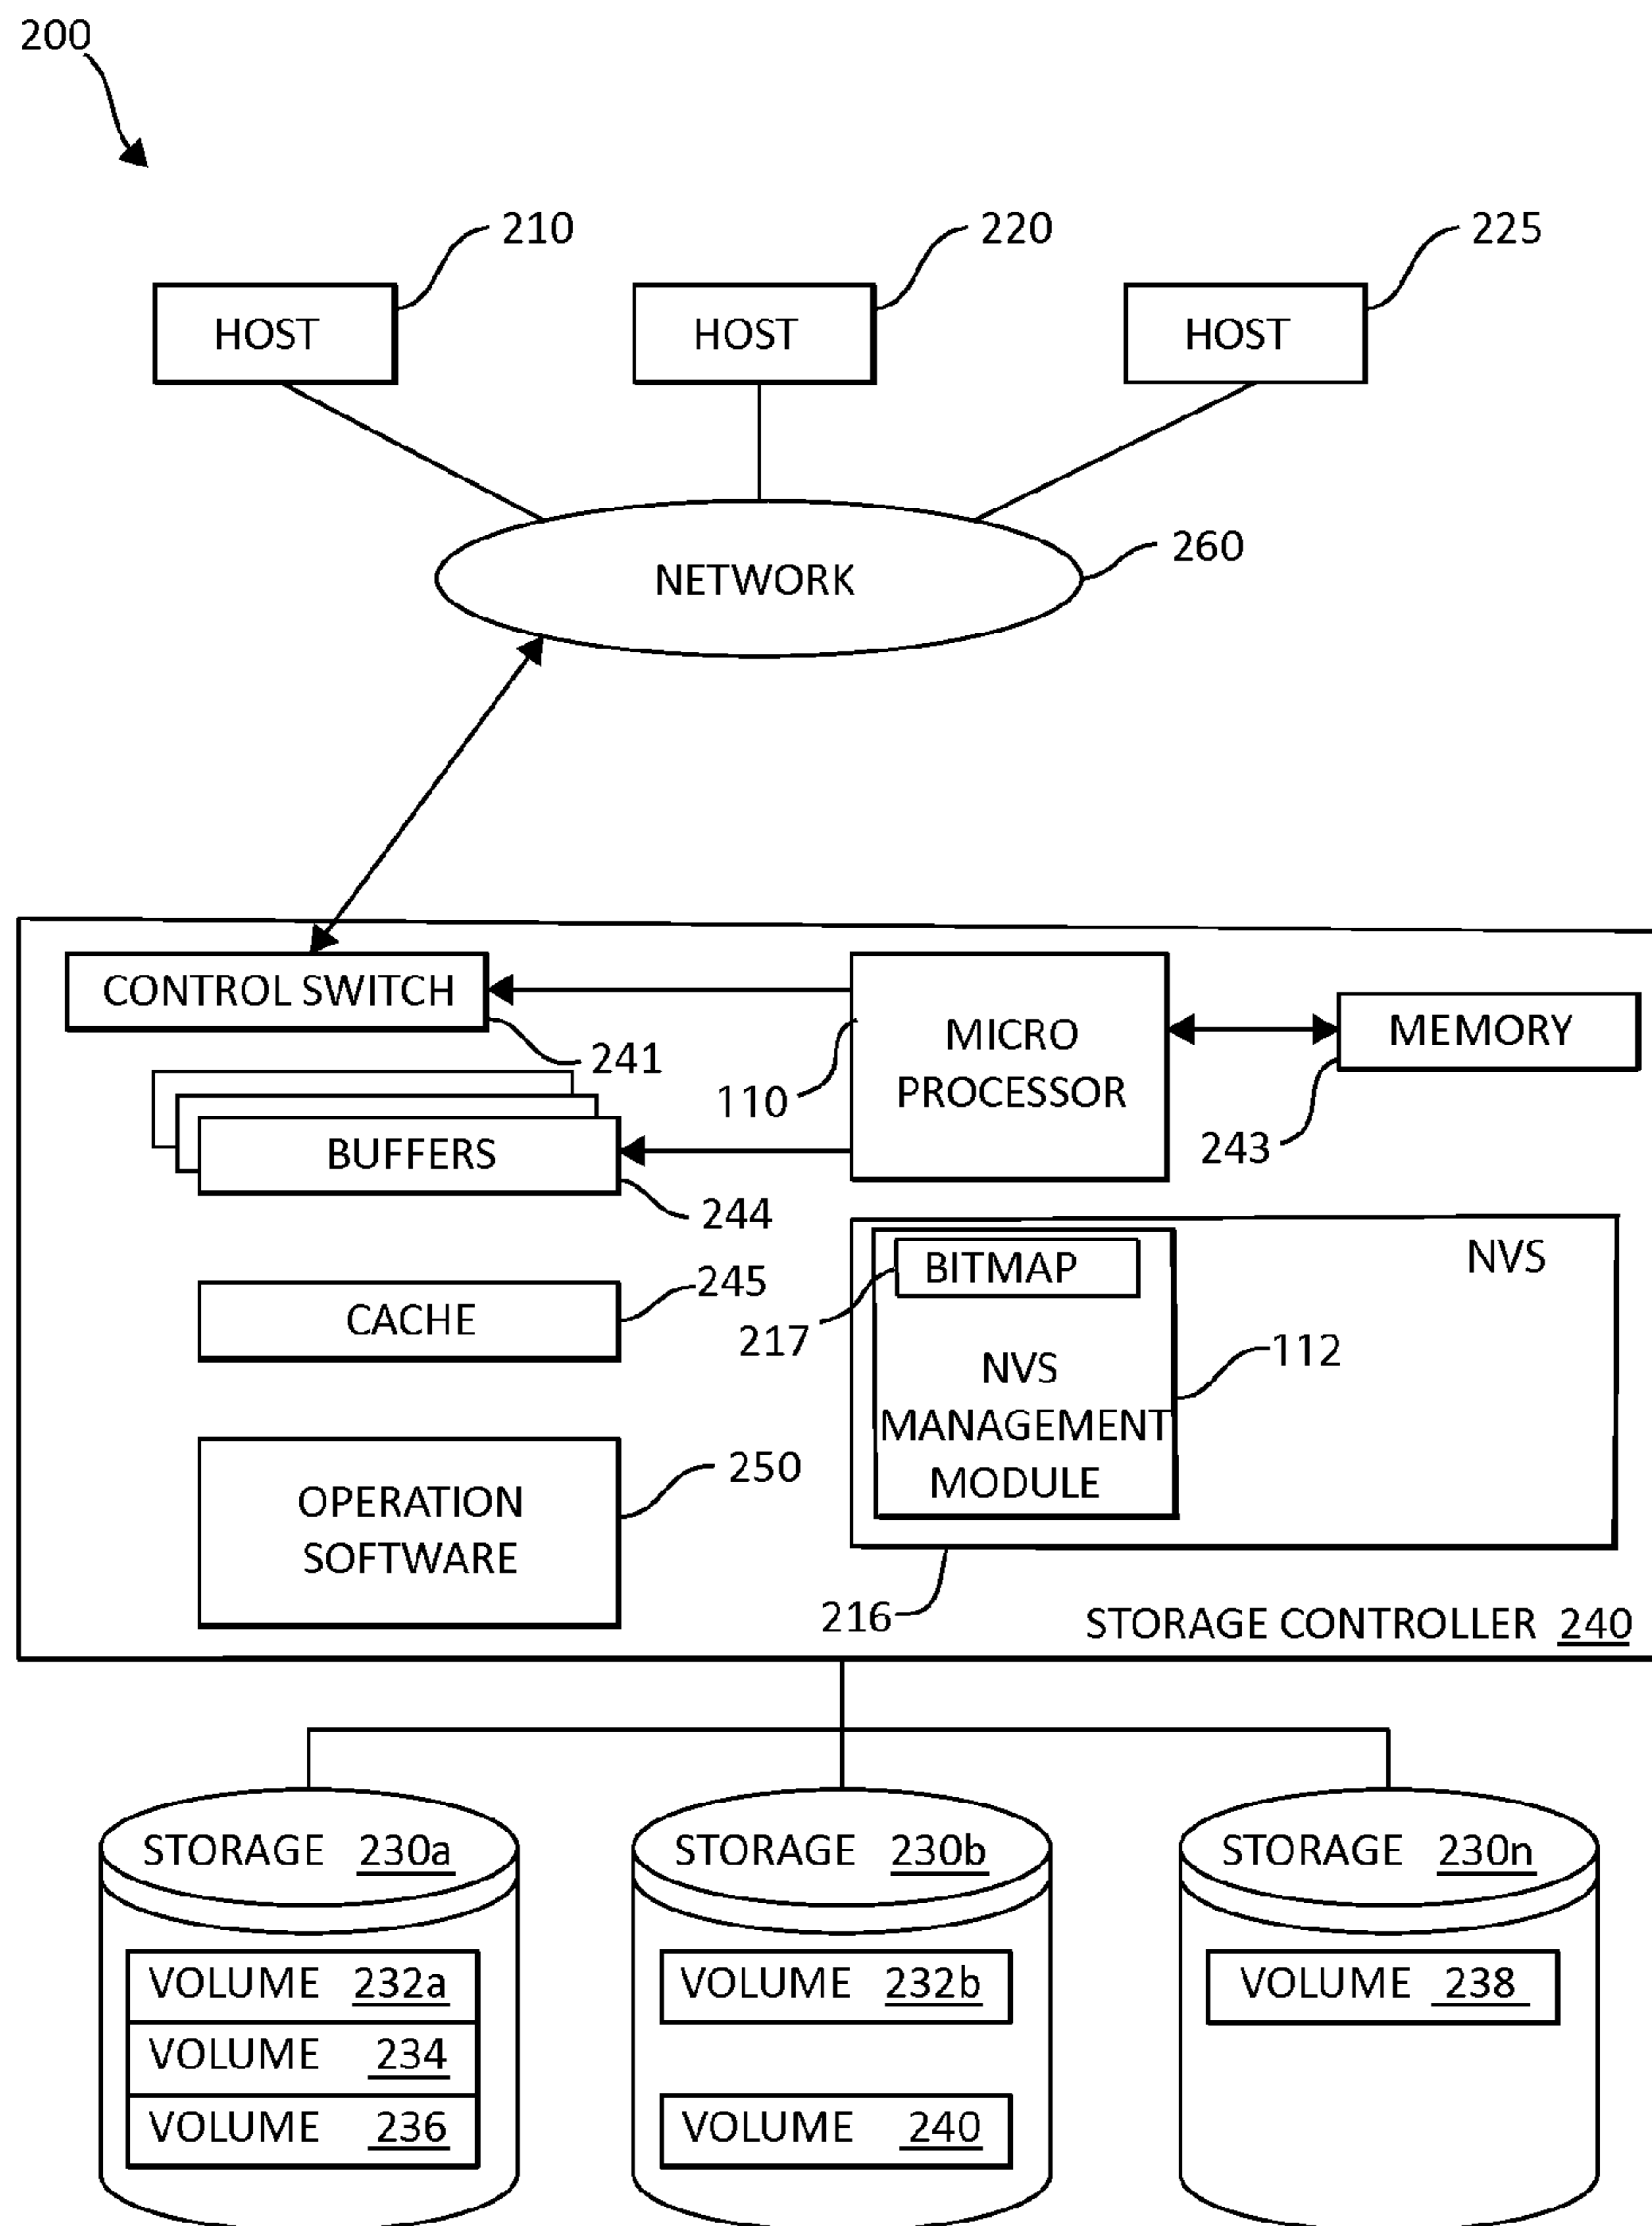 200
210
220
225
HOST
HOST
HOST
260
NETWORK
CONTROL SWITCH
241
MICRO
PROCESSOR
110
MEMORY
243
BUFFERS
244
BITMAP
217
NVS
CACHE
245
NVS
MANAGEMENT
MODULE
112
OPERATION
SOFTWARE
250
216
STORAGE CONTROLLER 240
STORAGE 230a
STORAGE 230b
STORAGE 230n
VOLUME 232a
VOLUME 234
VOLUME 236
VOLUME 232b
VOLUME 240
VOLUME 238